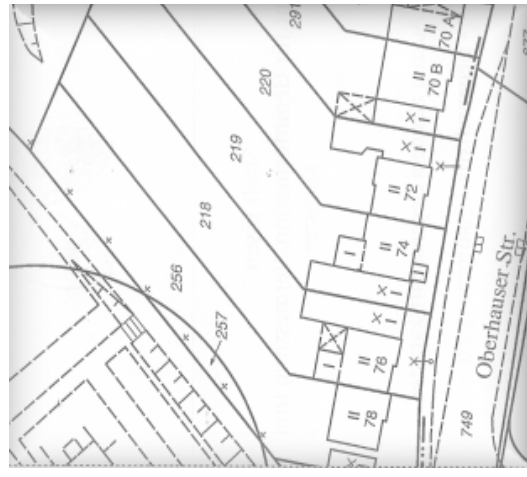 291
II
70 A
II
70 B
220
I
I
219
II
72
218
I
II
74
I
I
256
I
257
I
II
76
II
78
I
Oberhauser Str.
749